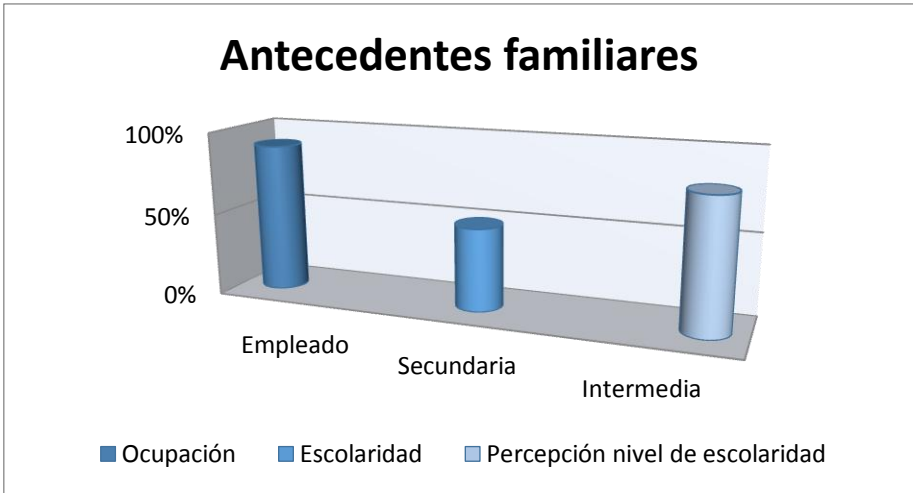 Antecedentes familiares
100%
50%
0%
Empleado
Secundaria
Intermedia
Ocupación
Escolaridad
Percepción nivel de escolaridad